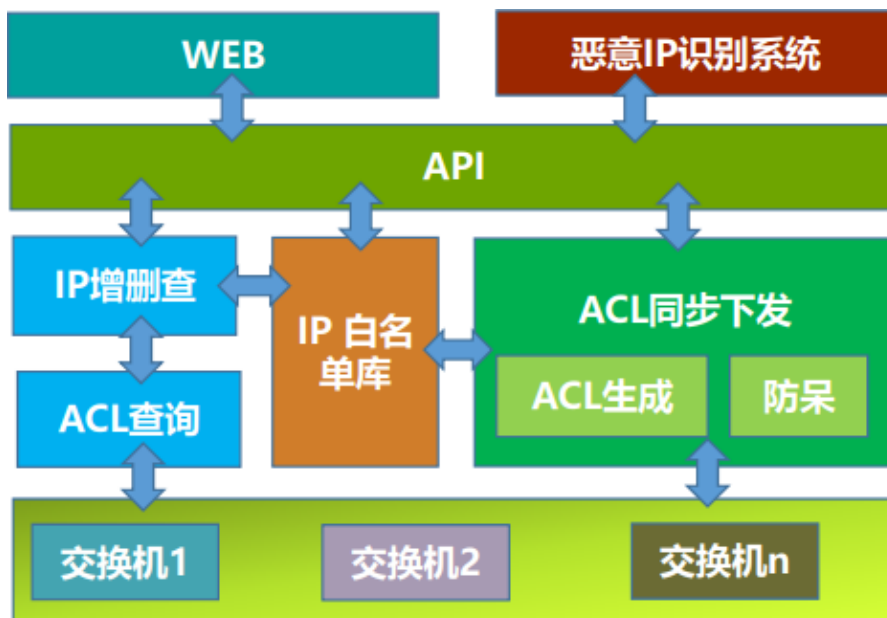 WEB
恶意IP识别系统
API
IP增删查
IP 白名
单库
ACL同步下发
ACL生成
防呆
ACL查询
交换机1
交换机2
交换机n